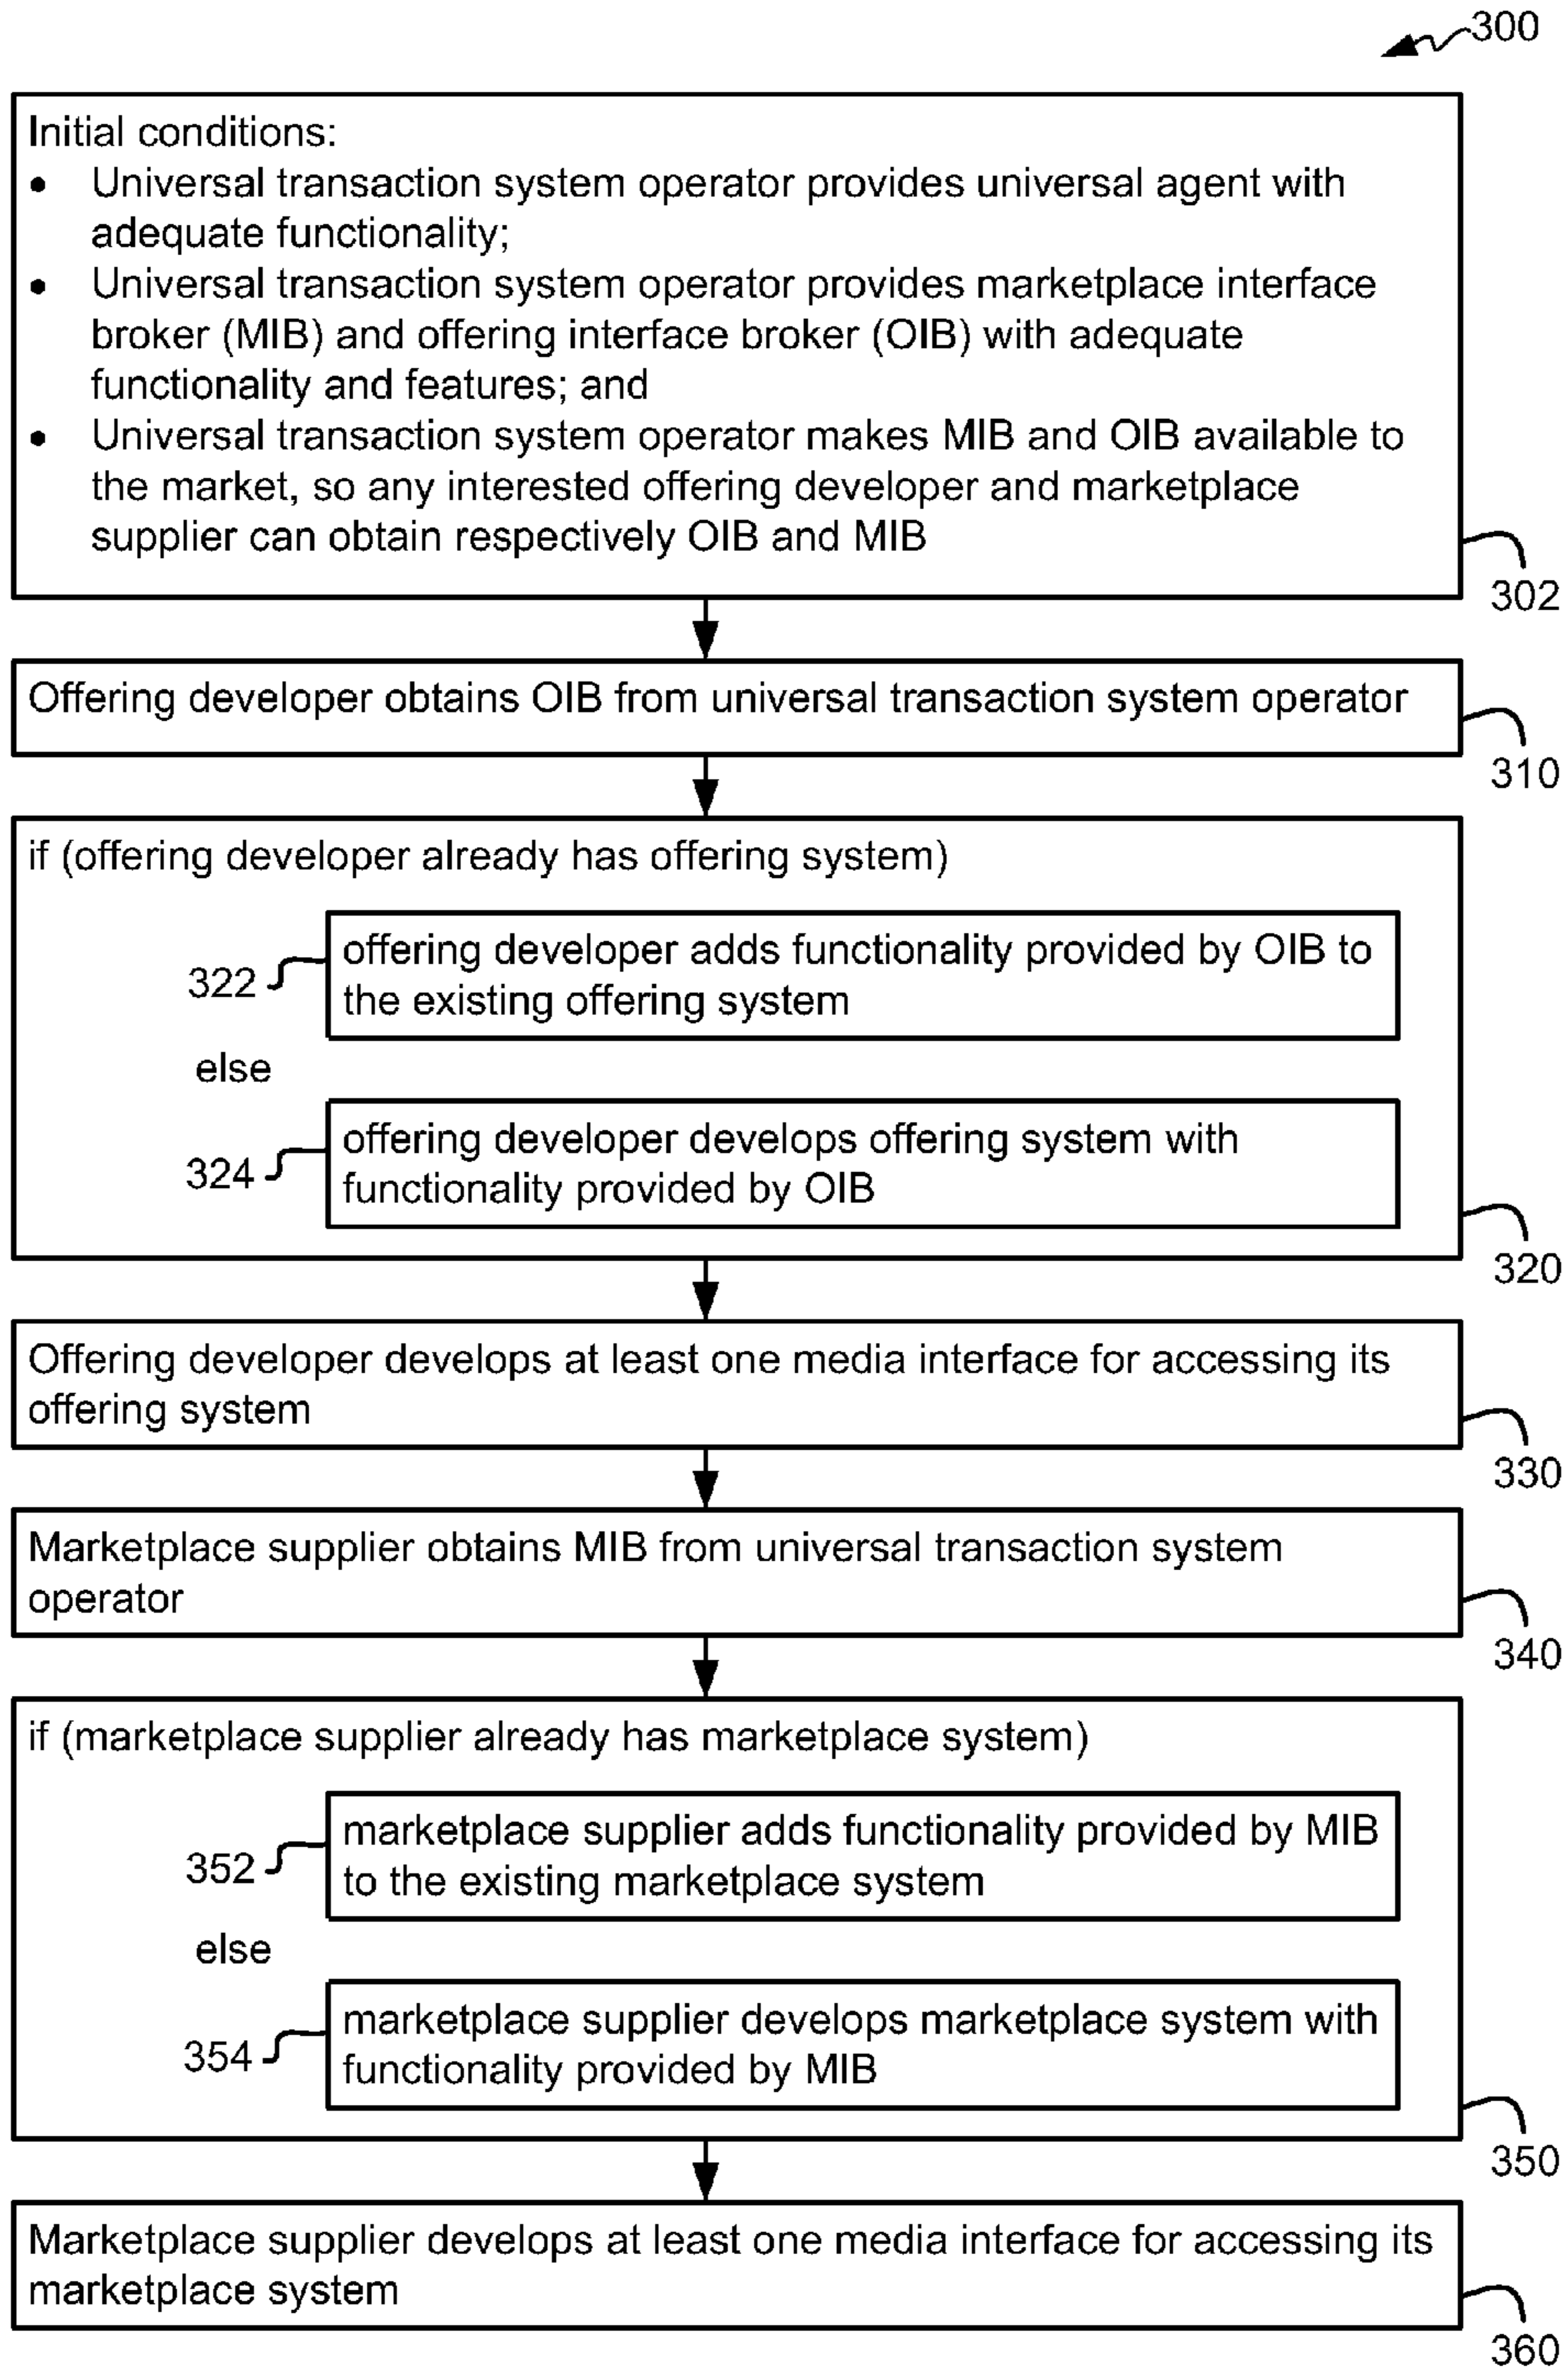 300
Initial conditions:
• Universal transaction system operator provides universal agent with
adequate functionality;
• Universal transaction system operator provides marketplace interface
broker (MIB) and offering interface broker (OIB) with adequate
functionality and features; and
• Universal transaction system operator makes MIB and OIB available to
the market, so any interested offering developer and marketplace
supplier can obtain respectively OIB and MIB
302
Offering developer obtains OIB from universal transaction system operator
310
if (offering developer already has offering system)
offering developer adds functionality provided by OIB to
the existing offering system
322
else
offering developer develops offering system with
functionality provided by OIB
324
320
Offering developer develops at least one media interface for accessing its
offering system
330
Marketplace supplier obtains MIB from universal transaction system
operator
340
if (marketplace supplier already has marketplace system)
marketplace supplier adds functionality provided by MIB
to the existing marketplace system
352
else
marketplace supplier develops marketplace system with
functionality provided by MIB
354
350
Marketplace supplier develops at least one media interface for accessing its
marketplace system
360